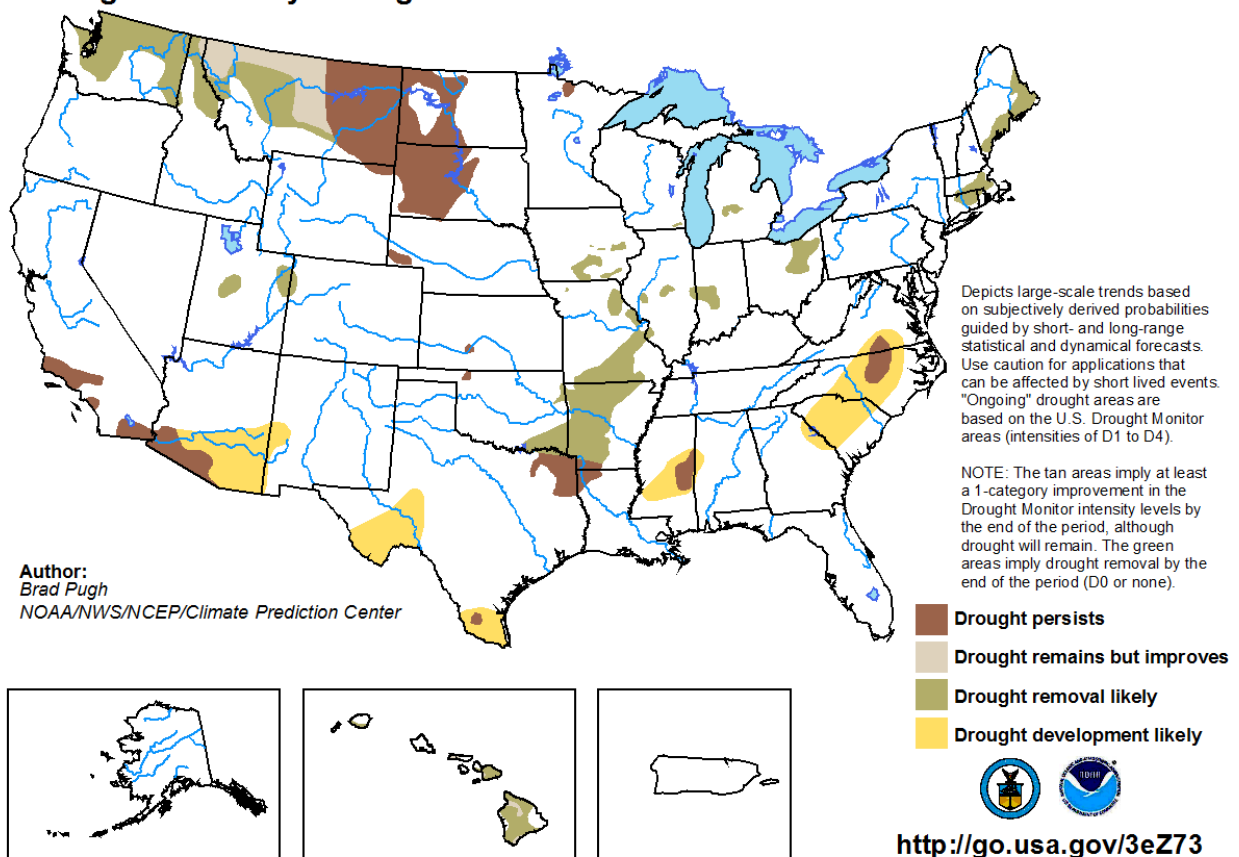 Depicts large-scale trends based
on subjectively derived probabilities
guided by short- and long-range
statistical and dynamical forecasts.
Use caution for applications that
can be affected by short lived events.
"Ongoing" drought areas are
based on the U.S. Drought Monitor
areas (intensities of D1 to D4).
NOTE: The tan areas imply at least
a 1-category improvement in the
Drought Monitor intensity levels by
the end of the period, although
drought will remain. The green
areas imply drought removal by the
end of the period (D0 or none).
Author:
Brad Pugh
NOAA/NWS/NCEP/Climate Prediction Center
Drought persists
Drought remains but improves
Drought removal likely
Drought development likely
http://go.usa.gov/3eZ73